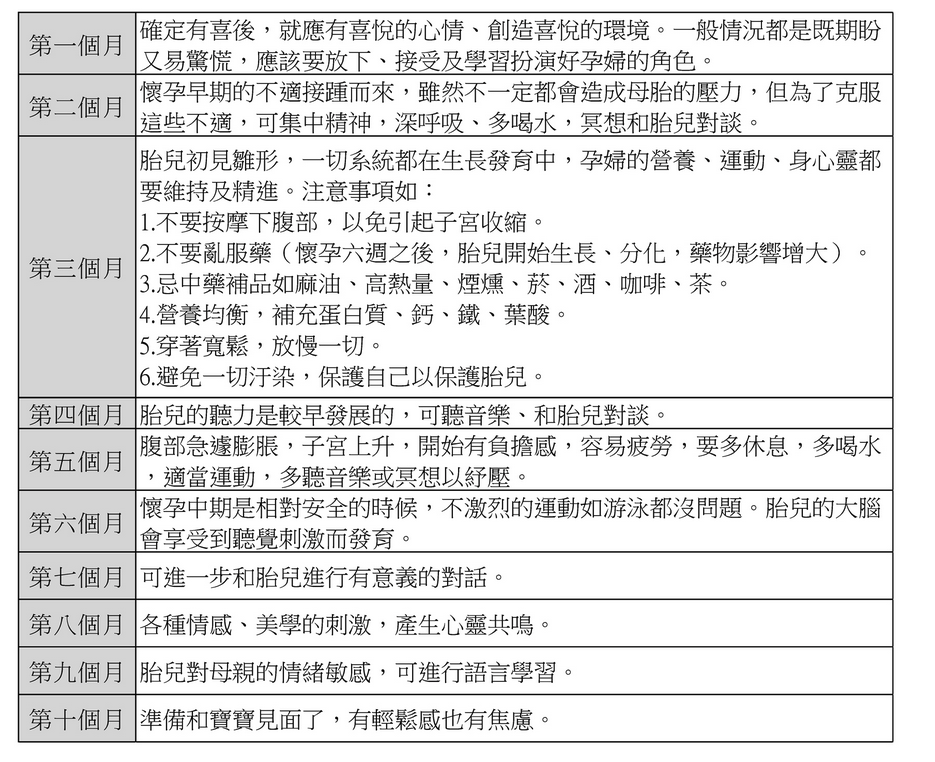 第一個月
確定有喜後，就應有喜悅的心情、創造喜悅的環境。一般情況都是既期盼
又易驚慌，應該要放下、接受及學習扮演好孕婦的角色。
第二個月
懷孕早期的不適接踵而來，雖然不一定都會造成母胎的壓力，但為了克服
這些不適，可集中精神，深呼吸、多喝水，冥想和胎兒對談。
第三個月
胎兒初見雛形，一切系統都在生長發育中，孕婦的營養、運動、身心靈都
要維持及精進。注意事項如：
1.不要按摩下腹部，以免引起子宮收縮。
2.不要亂服藥（懷孕六週之後，胎兒開始生長、分化，藥物影響增大）。
3.忌中藥補品如麻油、高熱量、煙燻、菸、酒、咖啡、茶。
4.營養均衡，補充蛋白質、鈣、鐵、葉酸。
5.穿著寬鬆，放慢一切。
6.避免一切汙染，保護自己以保護胎兒。
第四個月
胎兒的聽力是較早發展的，可聽音樂、和胎兒對談。
第五個月
腹部急遽膨脹，子宮上升，開始有負擔感，容易疲勞，要多休息，多喝水
，適當運動，多聽音樂或冥想以紓壓。
第六個月
懷孕中期是相對安全的時候，不激烈的運動如游泳都沒問題。胎兒的大腦
會享受到聽覺刺激而發育。
第七個月
可進一步和胎兒進行有意義的對話。
第八個月
各種情感、美學的刺激，產生心靈共鳴。
第九個月
胎兒對母親的情緒敏感，可進行語言學習。
第十個月
準備和寶寶見面了，有輕鬆感也有焦慮。